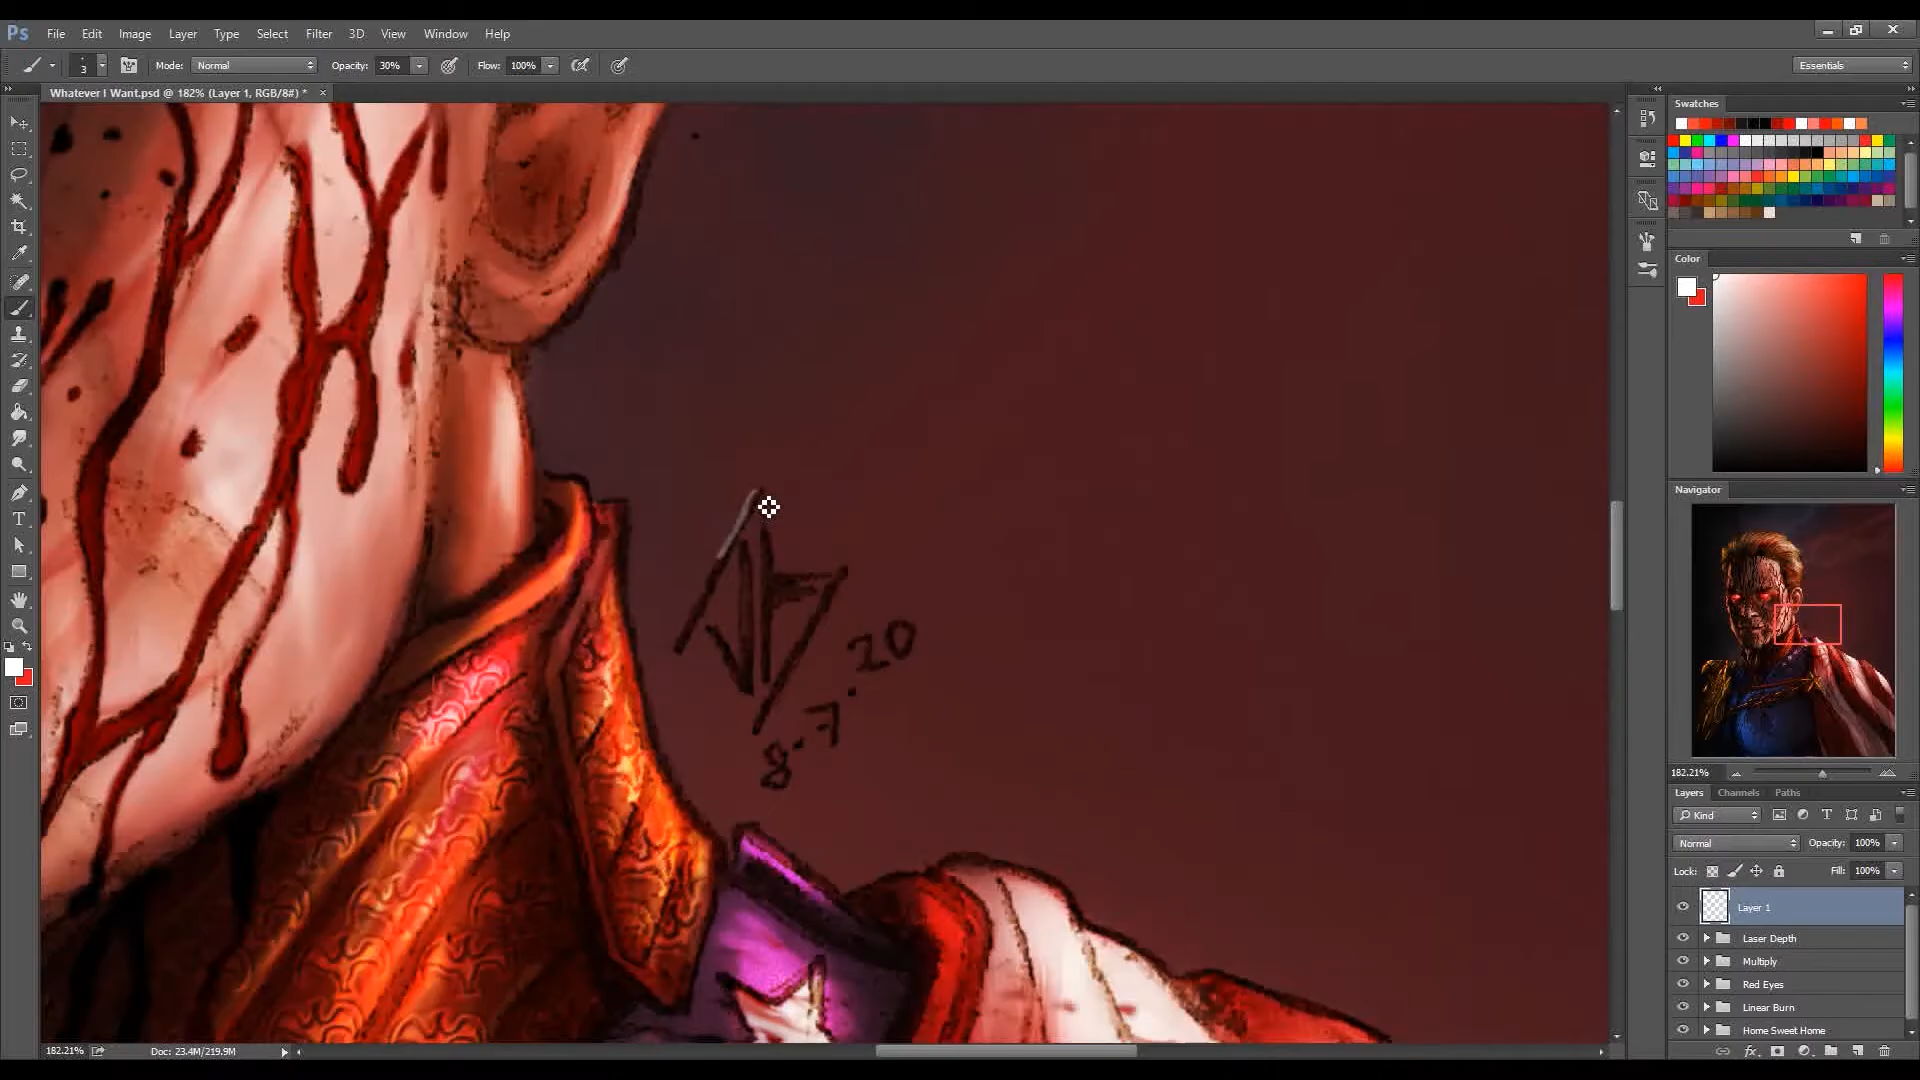 Ps File Edit Image Layer Type Select Filter 3D View Window Help
3 Mode: Normal Opacity: 30% Flow: 100% Essentials
Whatever I Want.psd @ 182% (Layer 1, RGB/8#) * ×
Swatches
Color
Navigator
20
8.7.
182.21%
Layers Channels Paths
Kind
Normal Opacity: 100%
Lock: Fill: 100%
Layer 1
Laser Depth
Multiply
Red Eyes
Linear Burn
Home Sweet Home
182.21% Doc: 23.4M/219.9M
fx